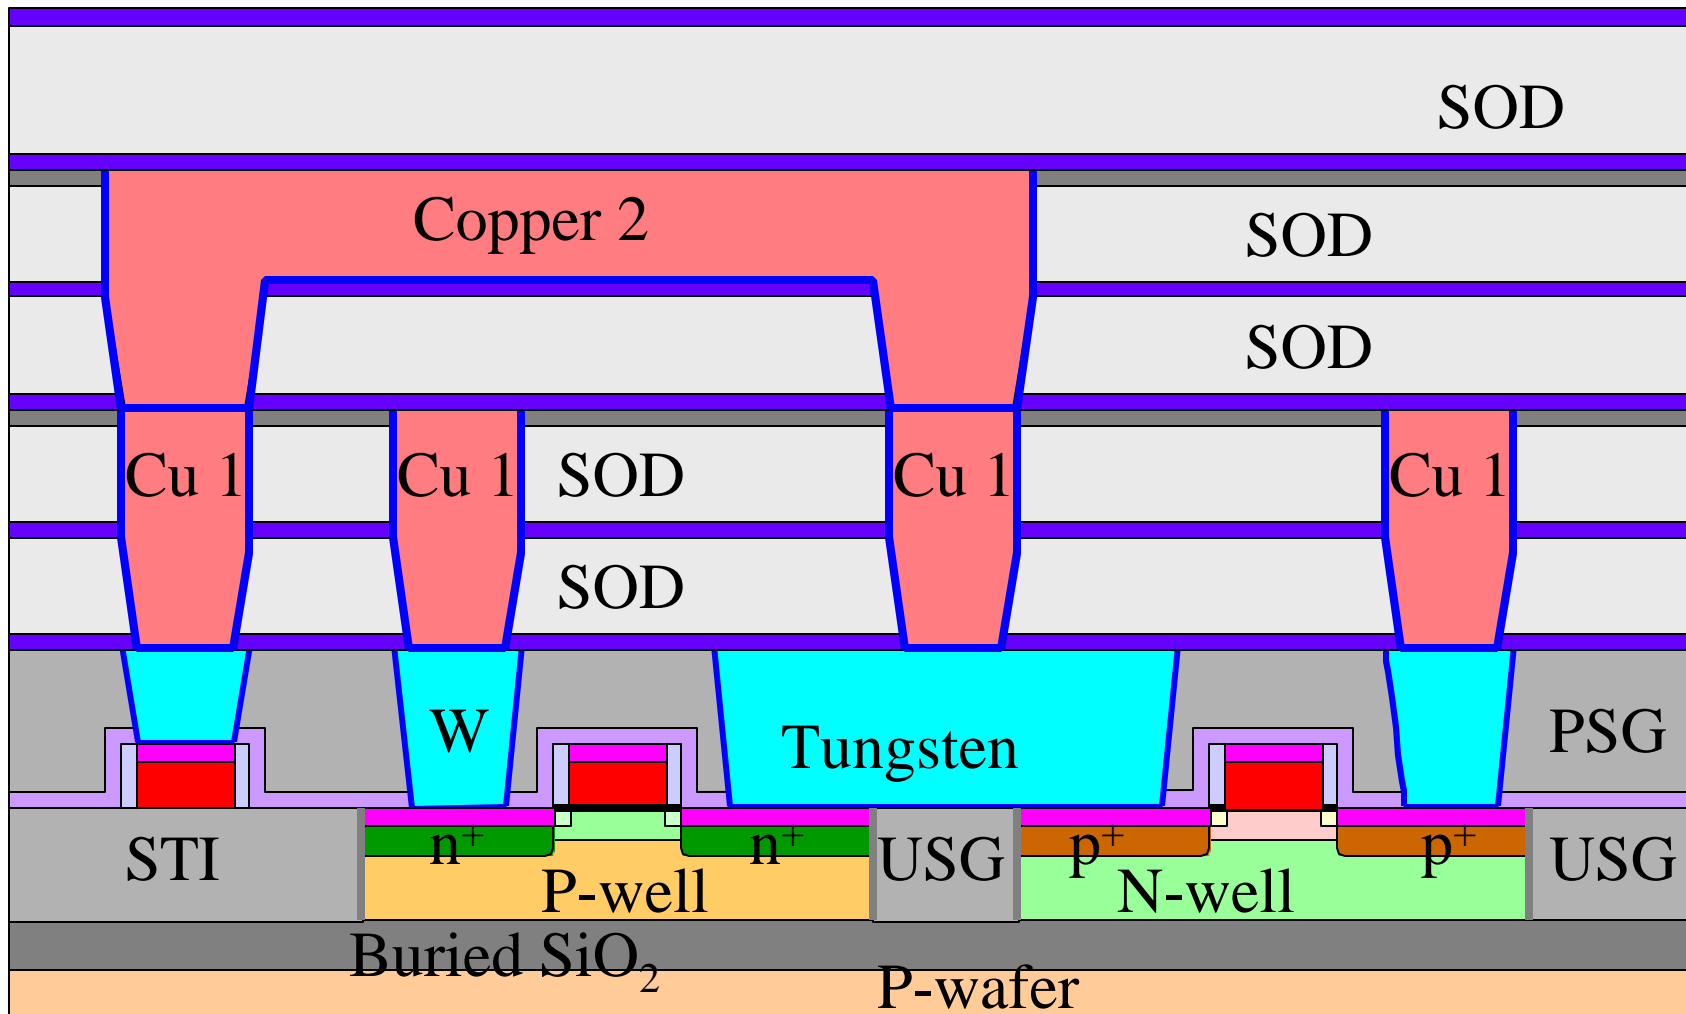 SOD
Copper 2
SOD
SOD
Cu 1
Cu 1
SOD
Cu 1
Cu 1
SOD
W
Tungsten
PSG
STI
n⁺
n⁺
USG
p⁺
p⁺
USG
P-well
N-well
Buried SiO₂
P-wafer